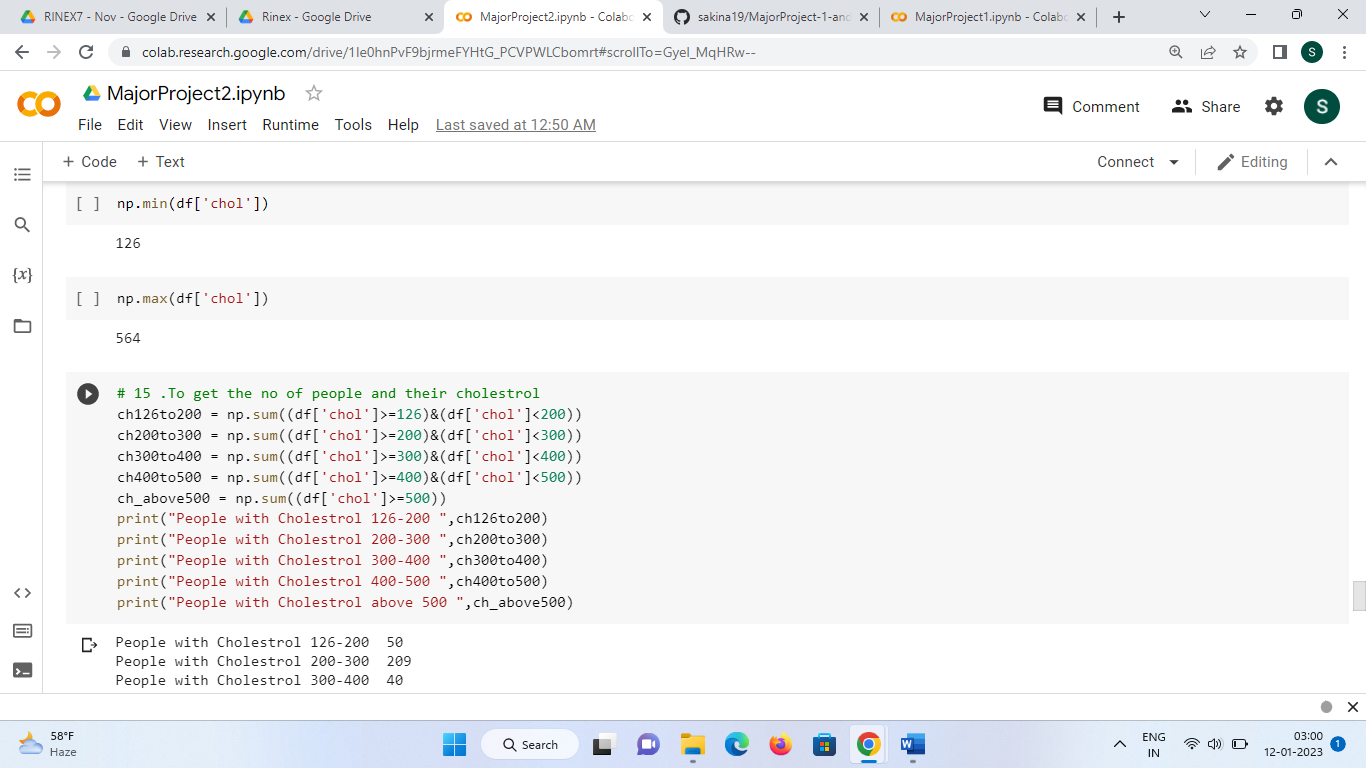 RINEX7 - Nov - Google Drive
Rinex - Google Drive
MajorProject2.ipynb - Colabo
sakina19/MajorProject-1-and
MajorProject1.ipynb - Colabo
colab.research.google.com/drive/1le0hnPvF9bjrmeFYHtG_PCVPWLCbomrt#scrollTo=Gyel_MqHRw--
S
MajorProject2.ipynb
Comment
Share
S
File Edit View Insert Runtime Tools Help Last saved at 12:50 AM
+ Code + Text
Connect
Editing
{x}
[ ] np.min(df['chol'])
126
[ ] np.max(df['chol'])
564
# 15 .To get the no of people and their cholestrol
ch126to200 = np.sum((df['chol']>=126)&(df['chol']<200))
ch200to300 = np.sum((df['chol']>=200)&(df['chol']<300))
ch300to400 = np.sum((df['chol']>=300)&(df['chol']<400))
ch400to500 = np.sum((df['chol']>=400)&(df['chol']<500))
ch_above500 = np.sum((df['chol']>=500))
print("People with Cholestrol 126-200 ",ch126to200)
print("People with Cholestrol 200-300 ",ch200to300)
print("People with Cholestrol 300-400 ",ch300to400)
print("People with Cholestrol 400-500 ",ch400to500)
print("People with Cholestrol above 500 ",ch_above500)
People with Cholestrol 126-200  50
People with Cholestrol 200-300  209
People with Cholestrol 300-400  40
58°F
Haze
Search
ENG
IN
03:00
12-01-2023
1